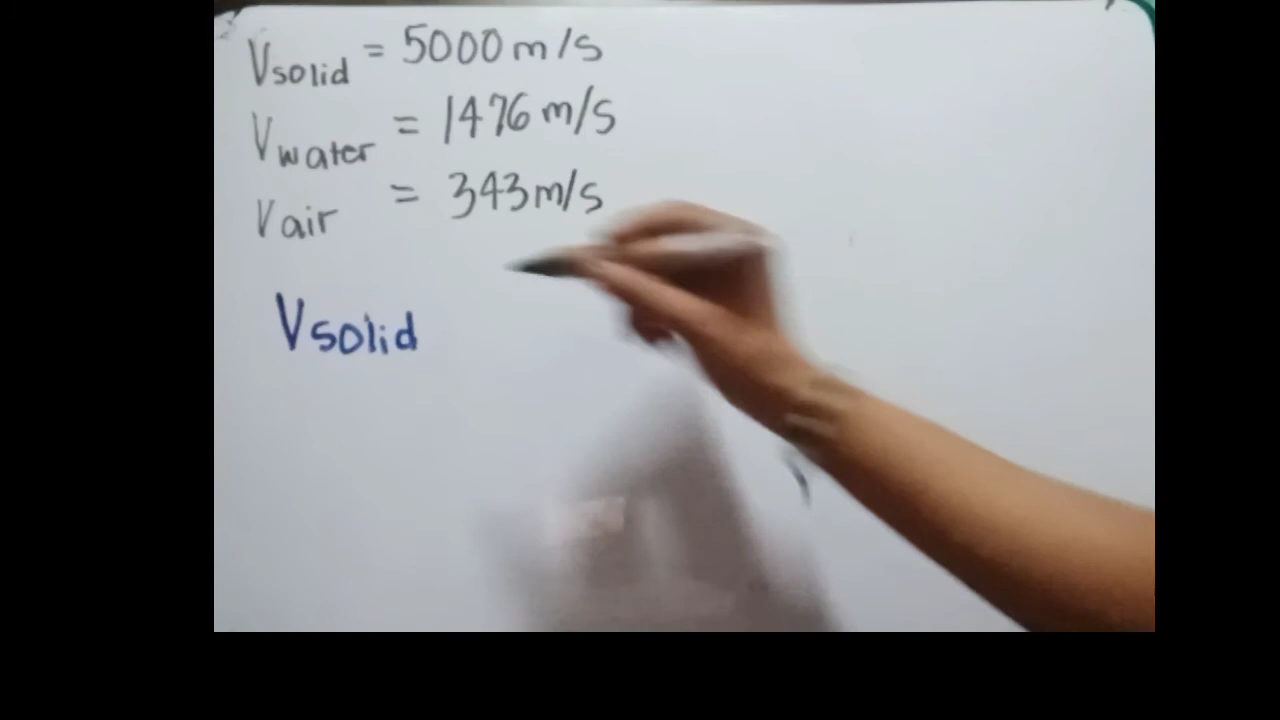 Vsolid = 5000 m/s
Vwater = 1476 m/s
Vair = 343 m/s
Vsolid